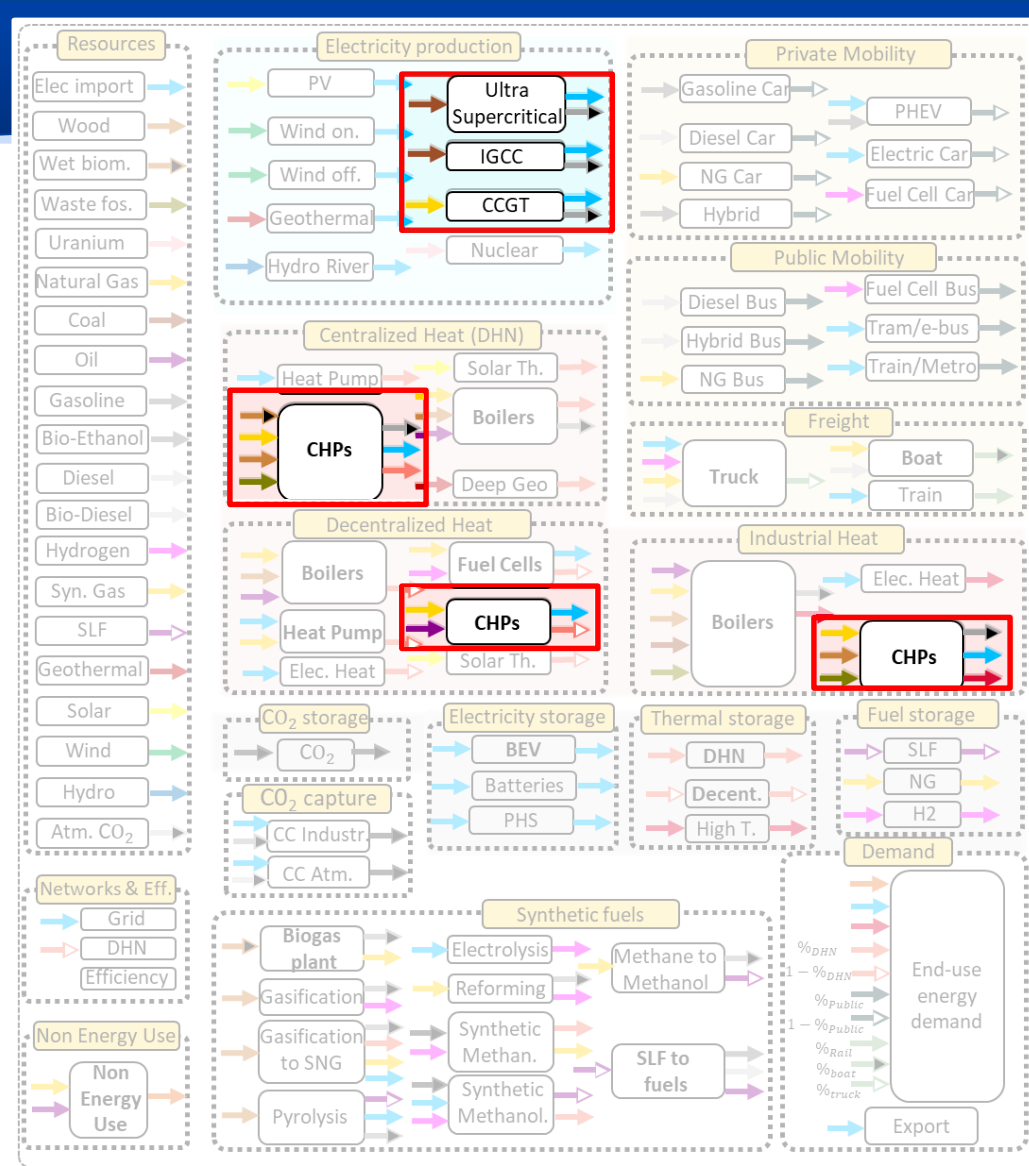 Resources
Elec import
Wood
Wet biom.
Waste fos.
Uranium
Natural Gas
Coal
Oil
Gasoline
Bio-Ethanol
Diesel
Bio-Diesel
Hydrogen
Syn. Gas
SLF
Geothermal
Solar
Wind
Hydro
Atm. CO₂
Networks & Eff.
Grid
DHN
Efficiency
Non Energy Use
Non
Energy
Use
Electricity production
PV
Wind on.
Wind off.
Geothermal
Hydro River
Ultra
Supercritical
IGCC
CCGT
Nuclear
Centralized Heat (DHN)
Heat Pump
CHPs
Solar Th.
Boilers
Deep Geo
Decentralized Heat
Boilers
Heat Pump
Elec. Heat
Fuel Cells
CHPs
Solar Th.
CO₂ storage
CO₂
CO₂ capture
CC Industr.
CC Atm.
Electricity storage
BEV
Batteries
PHS
Thermal storage
DHN
Decent.
High T.
Fuel storage
SLF
NG
H2
Synthetic fuels
Biogas
plant
Gasification
Gasification
to SNG
Pyrolysis
Electrolysis
Reforming
Synthetic
Methan.
Synthetic
Methanol.
Methane to
Methanol
SLF to
fuels
Private Mobility
Gasoline Car
Diesel Car
NG Car
Hybrid
PHEV
Electric Car
Fuel Cell Car
Public Mobility
Diesel Bus
Hybrid Bus
NG Bus
Fuel Cell Bus
Tram/e-bus
Train/Metro
Freight
Truck
Boat
Train
Industrial Heat
Boilers
Elec. Heat
CHPs
Demand
%DHN
1 − %DHN
%Public
1 − %Public
%Rail
%boat
%truck
End-use
energy
demand
Export